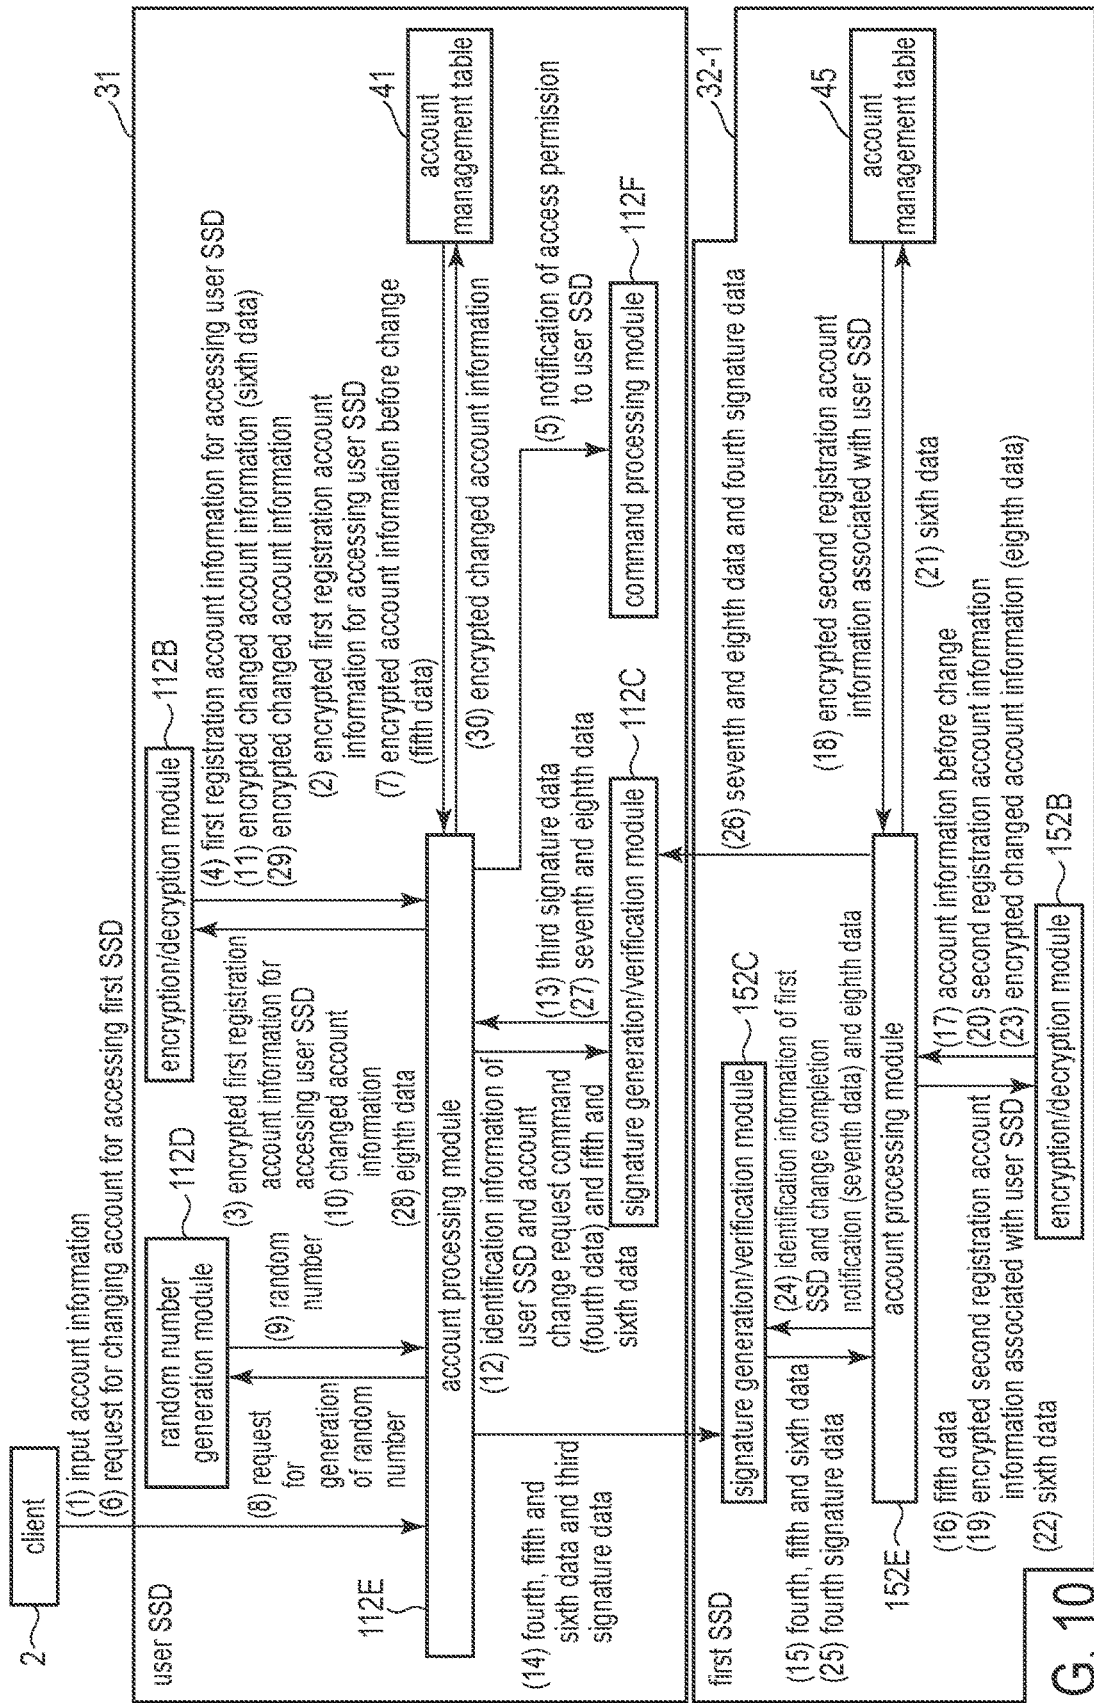 2
client
(1) input account information
(6) request for changing account for accessing first SSD
31
user SSD
112D
random number
generation module
112B
encryption/decryption module
(8) request
for
generation
of random
number
(9) random
number
(3) encrypted first registration
account information for
accessing user SSD
(10) changed account
information
(28) eighth data
(4) first registration account information for accessing user SSD
(11) encrypted changed account information (sixth data)
(29) encrypted changed account information
(2) encrypted first registration account
information for accessing user SSD
(7) encrypted account information before change
(fifth data)
41
account
management table
112E
account processing module
(30) encrypted changed account information
(14) fourth, fifth and
sixth data and third
signature data
(12) identification information of
user SSD and account
change request command
(fourth data) and fifth and
sixth data
(13) third signature data
(27) seventh and eighth data
112C
signature generation/verification module
(5) notification of access permission
to user SSD
112F
command processing module
32-1
first SSD
152C
signature generation/verification module
(26) seventh and eighth data and fourth signature data
(15) fourth, fifth and sixth data
(25) fourth signature data
(24) identification information of first
SSD and change completion
notification (seventh data) and eighth data
(18) encrypted second registration account
information associated with user SSD
45
account
management table
152E
account processing module
(21) sixth data
(16) fifth data
(19) encrypted second registration account
information associated with user SSD
(22) sixth data
(17) account information before change
(20) second registration account information
(23) encrypted changed account information (eighth data)
152B
encryption/decryption module
G. 10